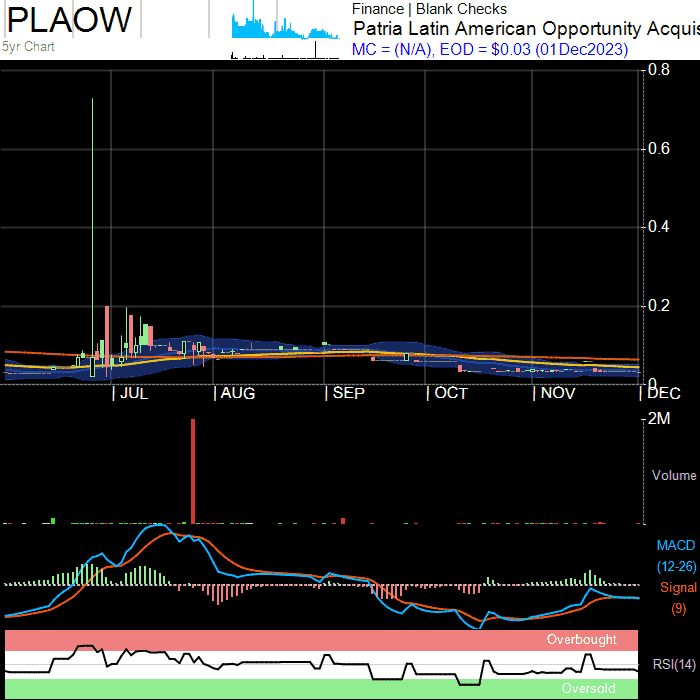 PLAOW
5yr Chart
Finance | Blank Checks
Patria Latin American Opportunity Acquis
MC = (N/A), EOD = $0.03 (01Dec2023)
0.8
0.6
0.4
0.2
0
JUL AUG SEP OCT NOV DEC
2M
Volume
MACD
(12-26)
Signal
(9)
Overbought
RSI(14)
Oversold